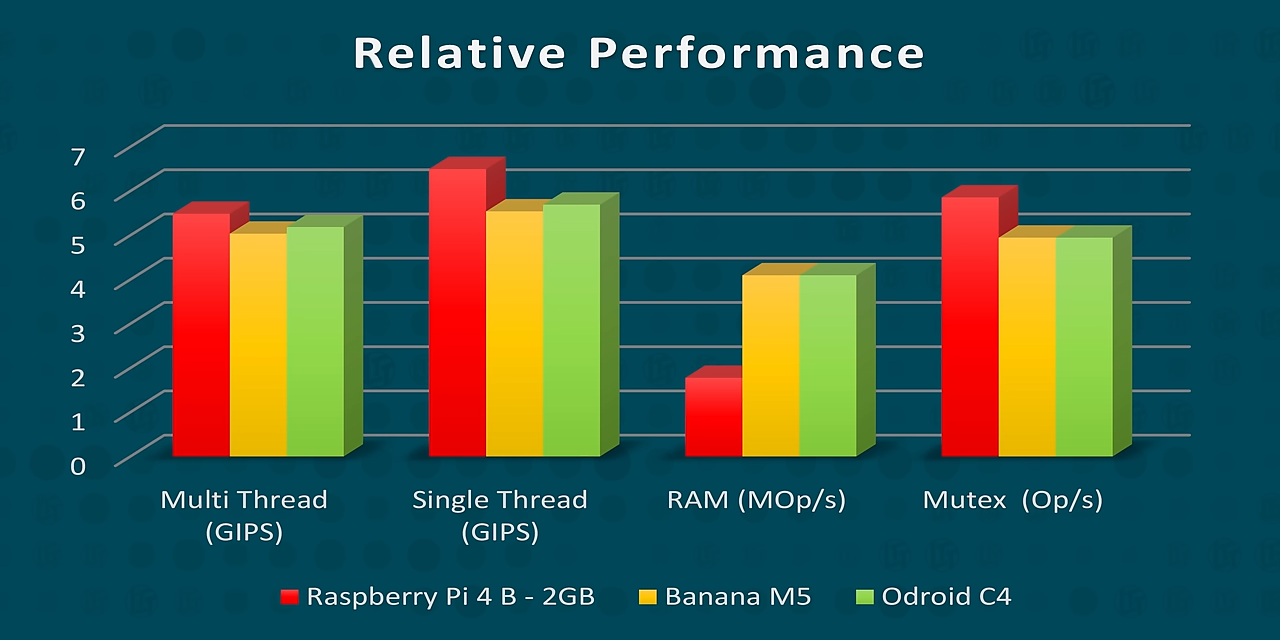 Relative Performance
7
6
5
4
3
2
1
0
Multi Thread
(GIPS)
Single Thread
(GIPS)
RAM (MOp/s)
Mutex  (Op/s)
Raspberry Pi 4 B - 2GB
Banana M5
Odroid C4